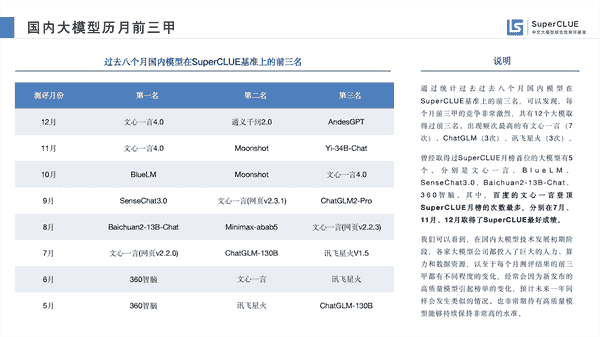 国内大模型历月前三甲
SuperCLUE
中文大模型综合性测评基准
过去八个月国内模型在SuperCLUE基准上的前三名
测评月份 第一名 第二名 第三名
12月 文心一言4.0 通义千问2.0 AndesGPT
11月 文心一言4.0 Moonshot Yi-34B-Chat
10月 BlueLM Moonshot 文心一言4.0
9月 SenseChat3.0 文心一言(网页v2.3.1) ChatGLM2-Pro
8月 Baichuan2-13B-Chat Minimax-abab5 文心一言(网页v2.2.3)
7月 文心一言(网页v2.2.0) ChatGLM-130B 讯飞星火V1.5
6月 360智脑 文心一言 讯飞星火
5月 360智脑 讯飞星火 ChatGLM-130B
说明
通过统计过去过去八个月国内模型在
SuperCLUE基准上的前三名，可以发现，每
个月前三甲的竞争非常激烈，共有12个大模取
得过前三名。出现频次最高的有文心一言（7
次）、ChatGLM（3次）、讯飞星火（3次）。
曾经取得过SuperCLUE月榜首位的大模型有5
个，分别是文心一言、BlueLM、
SenseChat3.0、Baichuan2-13B-Chat、
360智脑。其中，百度的文心一言登顶
SuperCLUE月榜的次数最多，分别在7月、
11月、12月取得了SuperCLUE最好成绩。
我们可以看到，在国内大模型技术发展初期阶
段，各家大模型公司都投入了巨大的人力、算
力和数据资源，以至于每个月测评结果的前三
甲都有不同程度的变化，经常会因为新发布的
高质量模型引起榜单的变化，预计未来一年同
样会发生类似的情况。也非常期待有高质量模
型能够持续保持非常高的水准。